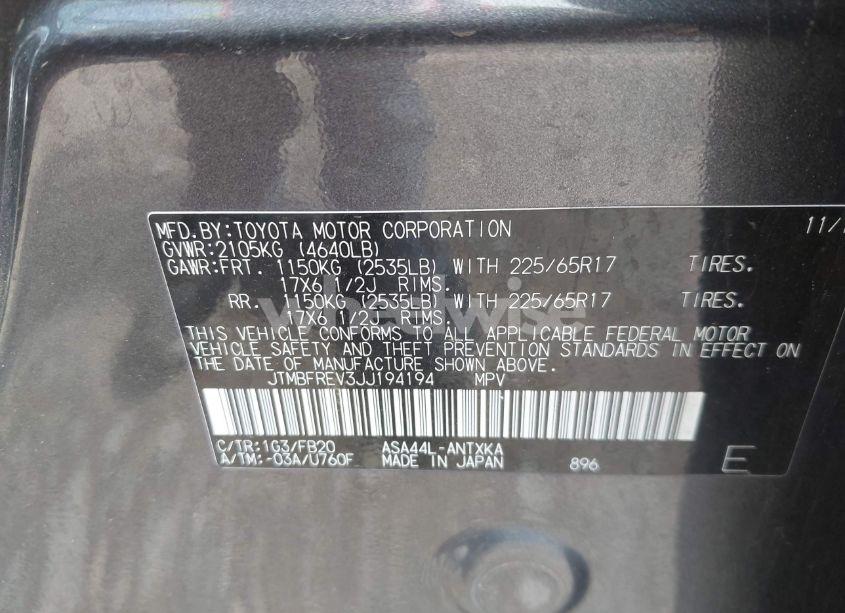 MFD.BY:TOYOTA MOTOR CORPORATION 11/
GVWR:2105KG (4640LB)
GAWR:FRT. 1150KG (2535LB) WITH 225/65R17 TIRES.
17X6 1/2J RIMS.
RR. 1150KG (2535LB) WITH 225/65R17 TIRES.
17X6 1/2J RIMS.
wheelwise
THIS VEHICLE CONFORMS TO ALL APPLICABLE FEDERAL MOTOR
VEHICLE SAFETY AND THEFT PREVENTION STANDARDS IN EFFECT ON
THE DATE OF MANUFACTURE SHOWN ABOVE.
JTMBFREV3JJ194194 MPV
C/TR:1G3/FB20 ASA44L-ANTXKA
A/TM:-03A/U760F MADE IN JAPAN 896 E